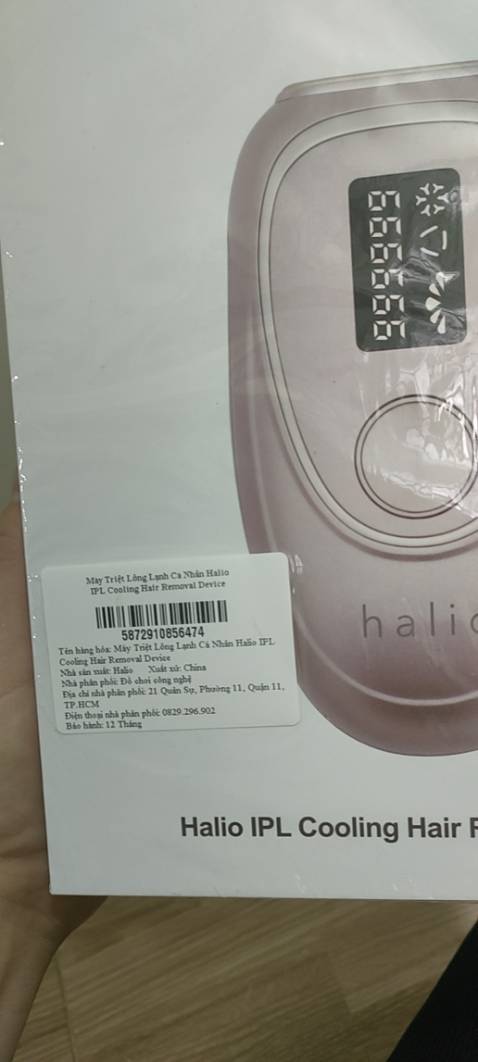 666666
halio
Máy Triệt Lông Lạnh Cá Nhân Halio
IPL Cooling Hair Removal Device
5872910856474
Tên hàng hóa: Máy Triệt Lông Lạnh Cá Nhân Halio IPL
Cooling Hair Removal Device
Nhà sản xuất: Halio Xuất xứ: China
Nhà phân phối: Đồ chơi công nghệ
Địa chỉ nhà phân phối: 21 Quân Sự, Phường 11, Quận 11,
TP.HCM
Điện thoại nhà phân phối: 0829.296.902
Bảo hành: 12 Tháng
Halio IPL Cooling Hair